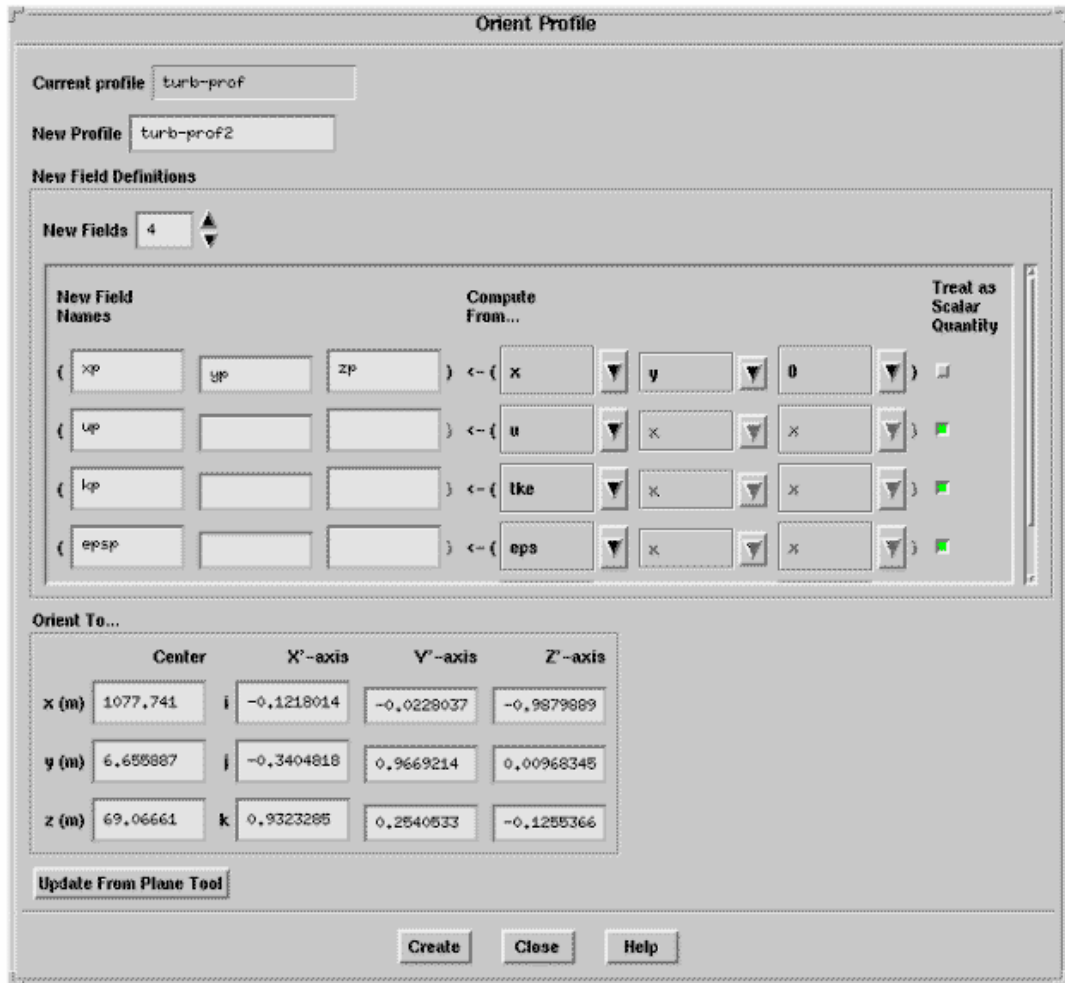 Orient Profile
Current profile turb-prof
New Profile turb-prof2
New Field Definitions
New Fields 4
New Field Names Compute From... Treat as Scalar Quantity
( xp yp zp ) <- ( x y 0 )
( up ) <- ( u x x )
( kp ) <- ( tke x x )
( epsp ) <- ( eps x x )
Orient To...
Center X'-axis Y'-axis Z'-axis
x (m) 1077.741 i -0.1218014 -0.0228037 -0.9879889
y (m) 6.655887 j -0.3404818 0.9669214 0.00968345
z (m) 69.06661 k 0.9323285 0.2540533 -0.1255366
Update From Plane Tool
Create Close Help